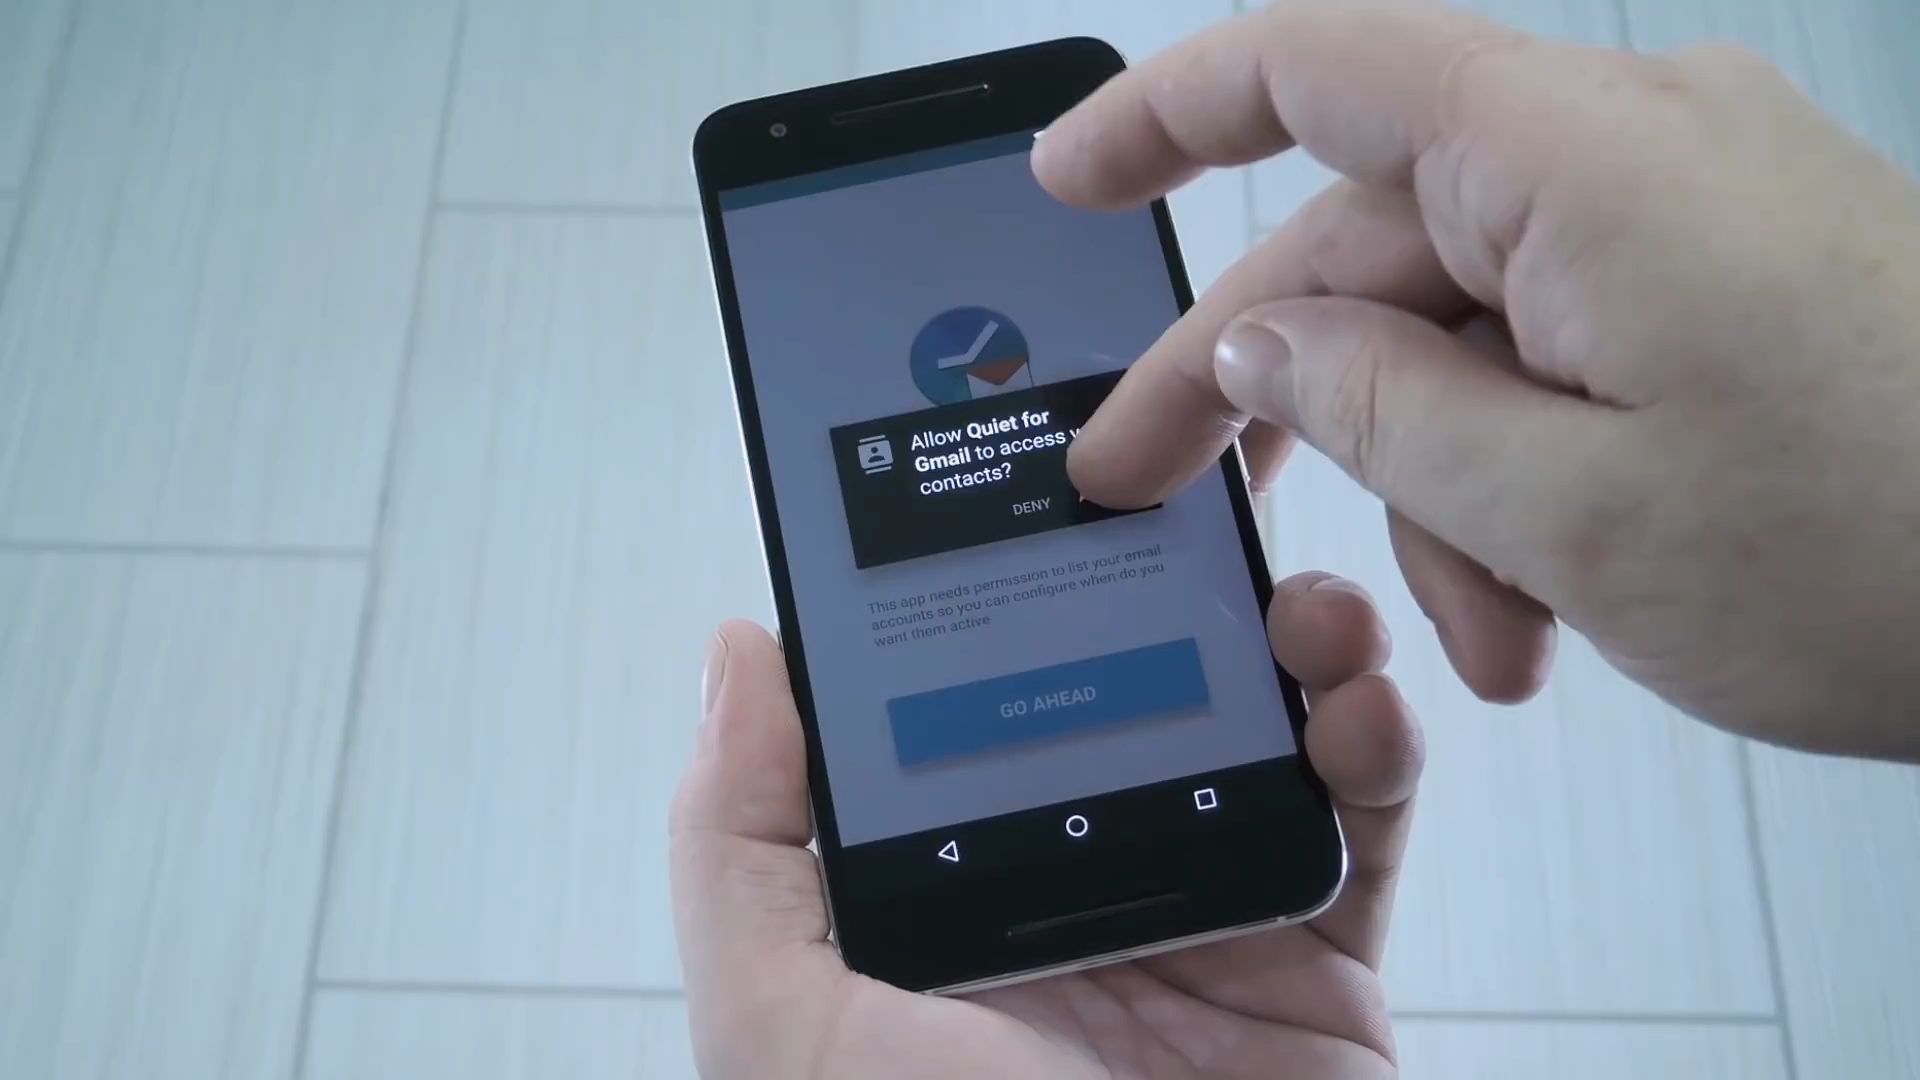 Allow Quiet for
Gmail to access
contacts?
DENY
This app needs permission to list your email
accounts so you can configure when do you
want them active
GO AHEAD